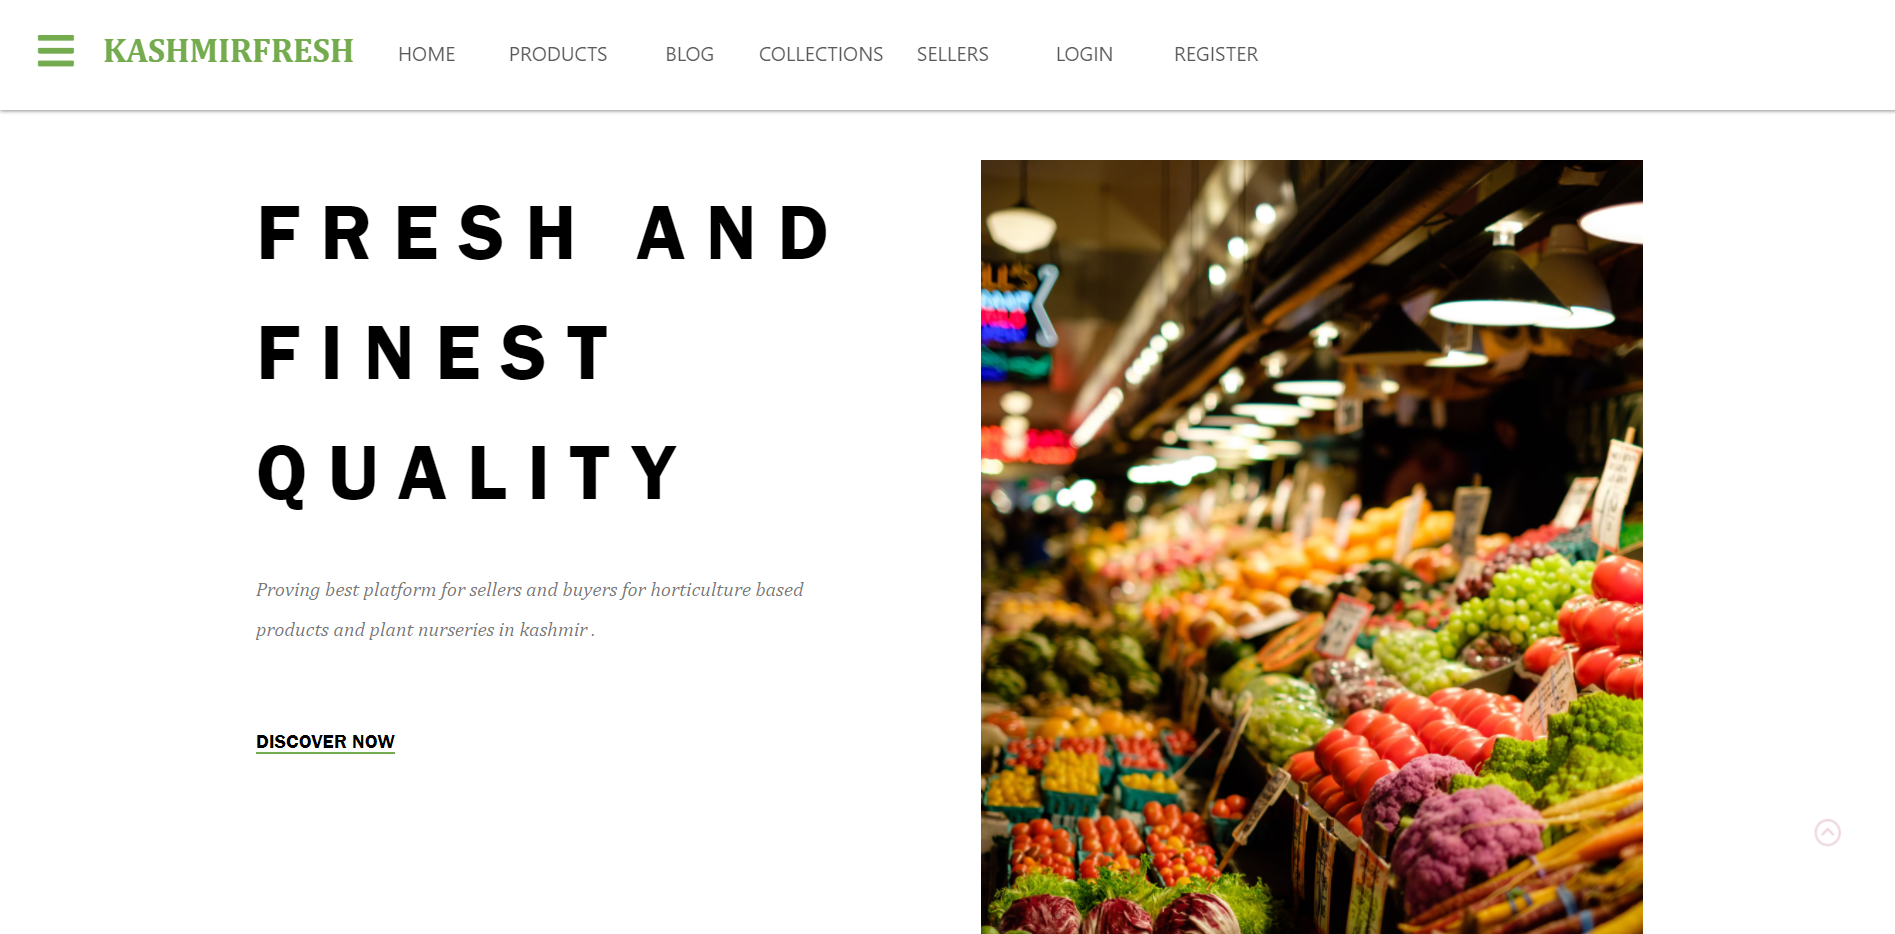 KASHMIRFRESH HOME PRODUCTS BLOG COLLECTIONS SELLERS LOGIN REGISTER
FRESH AND
FINEST
QUALITY
Proving best platform for sellers and buyers for horticulture based
products and plant nurseries in kashmir .
DISCOVER NOW